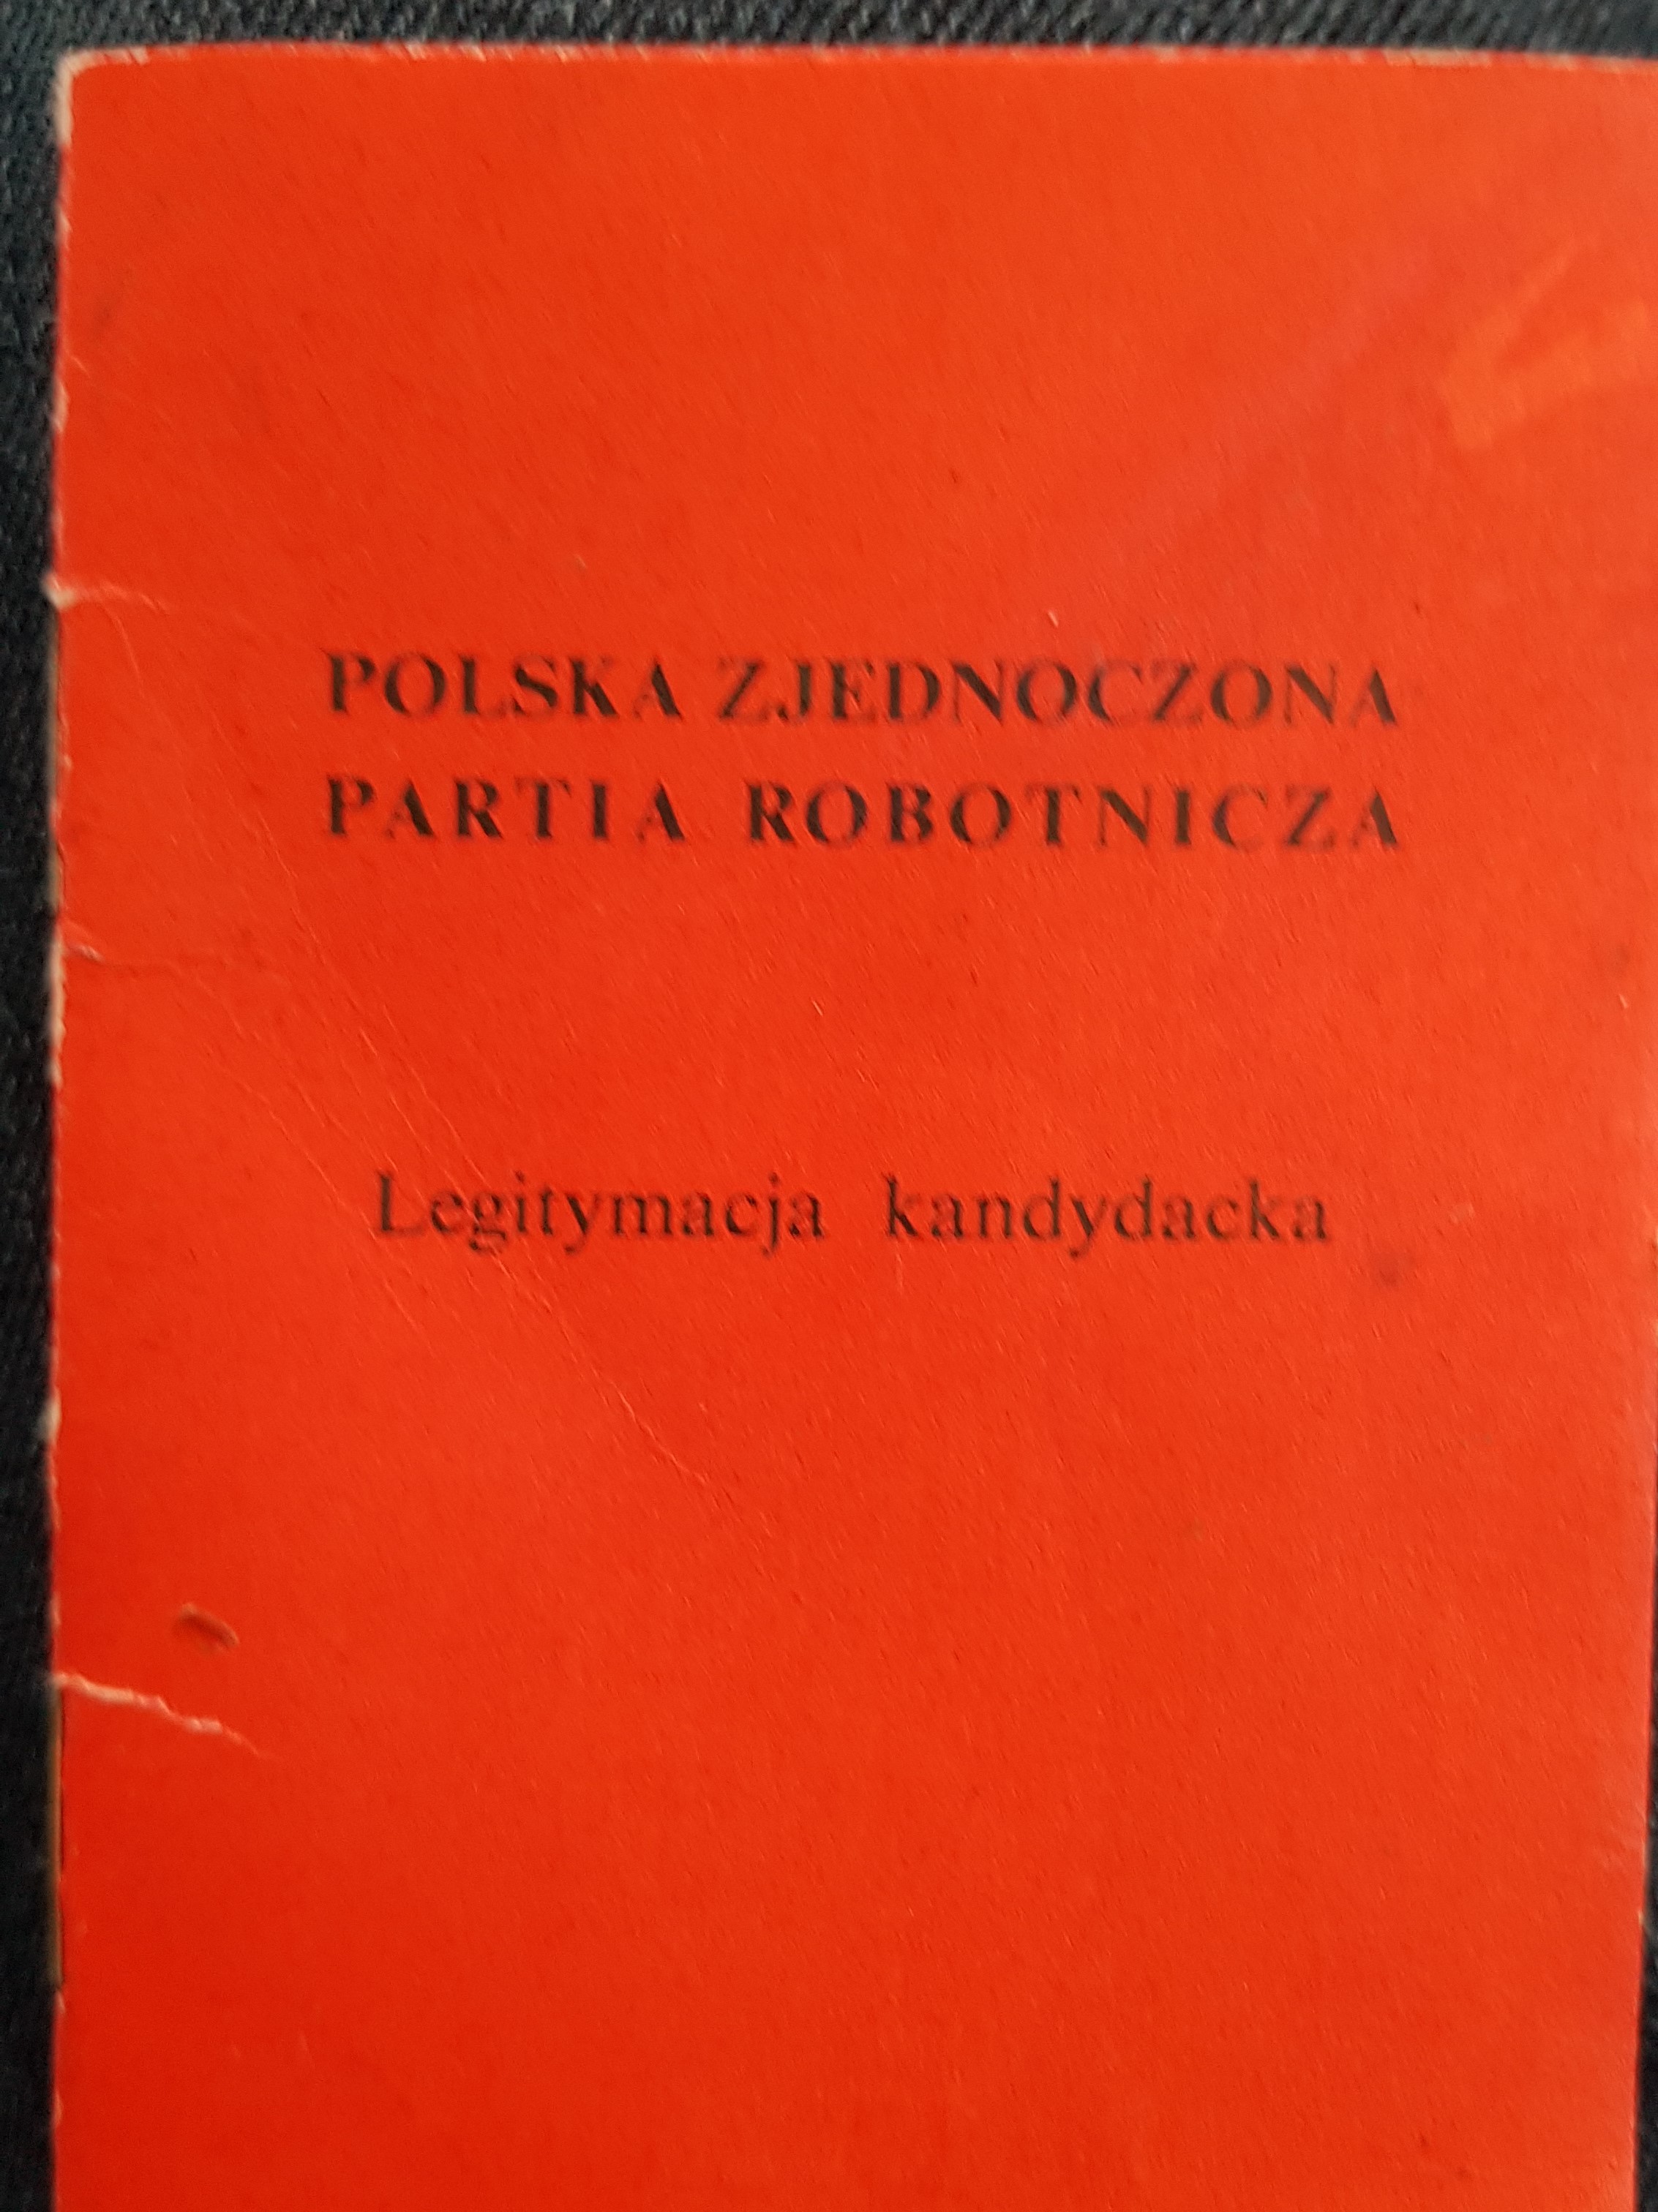 POLSKA ZJEDNOCZONA
PARTIA ROBOTNICZA
Legitymacja kandydacka